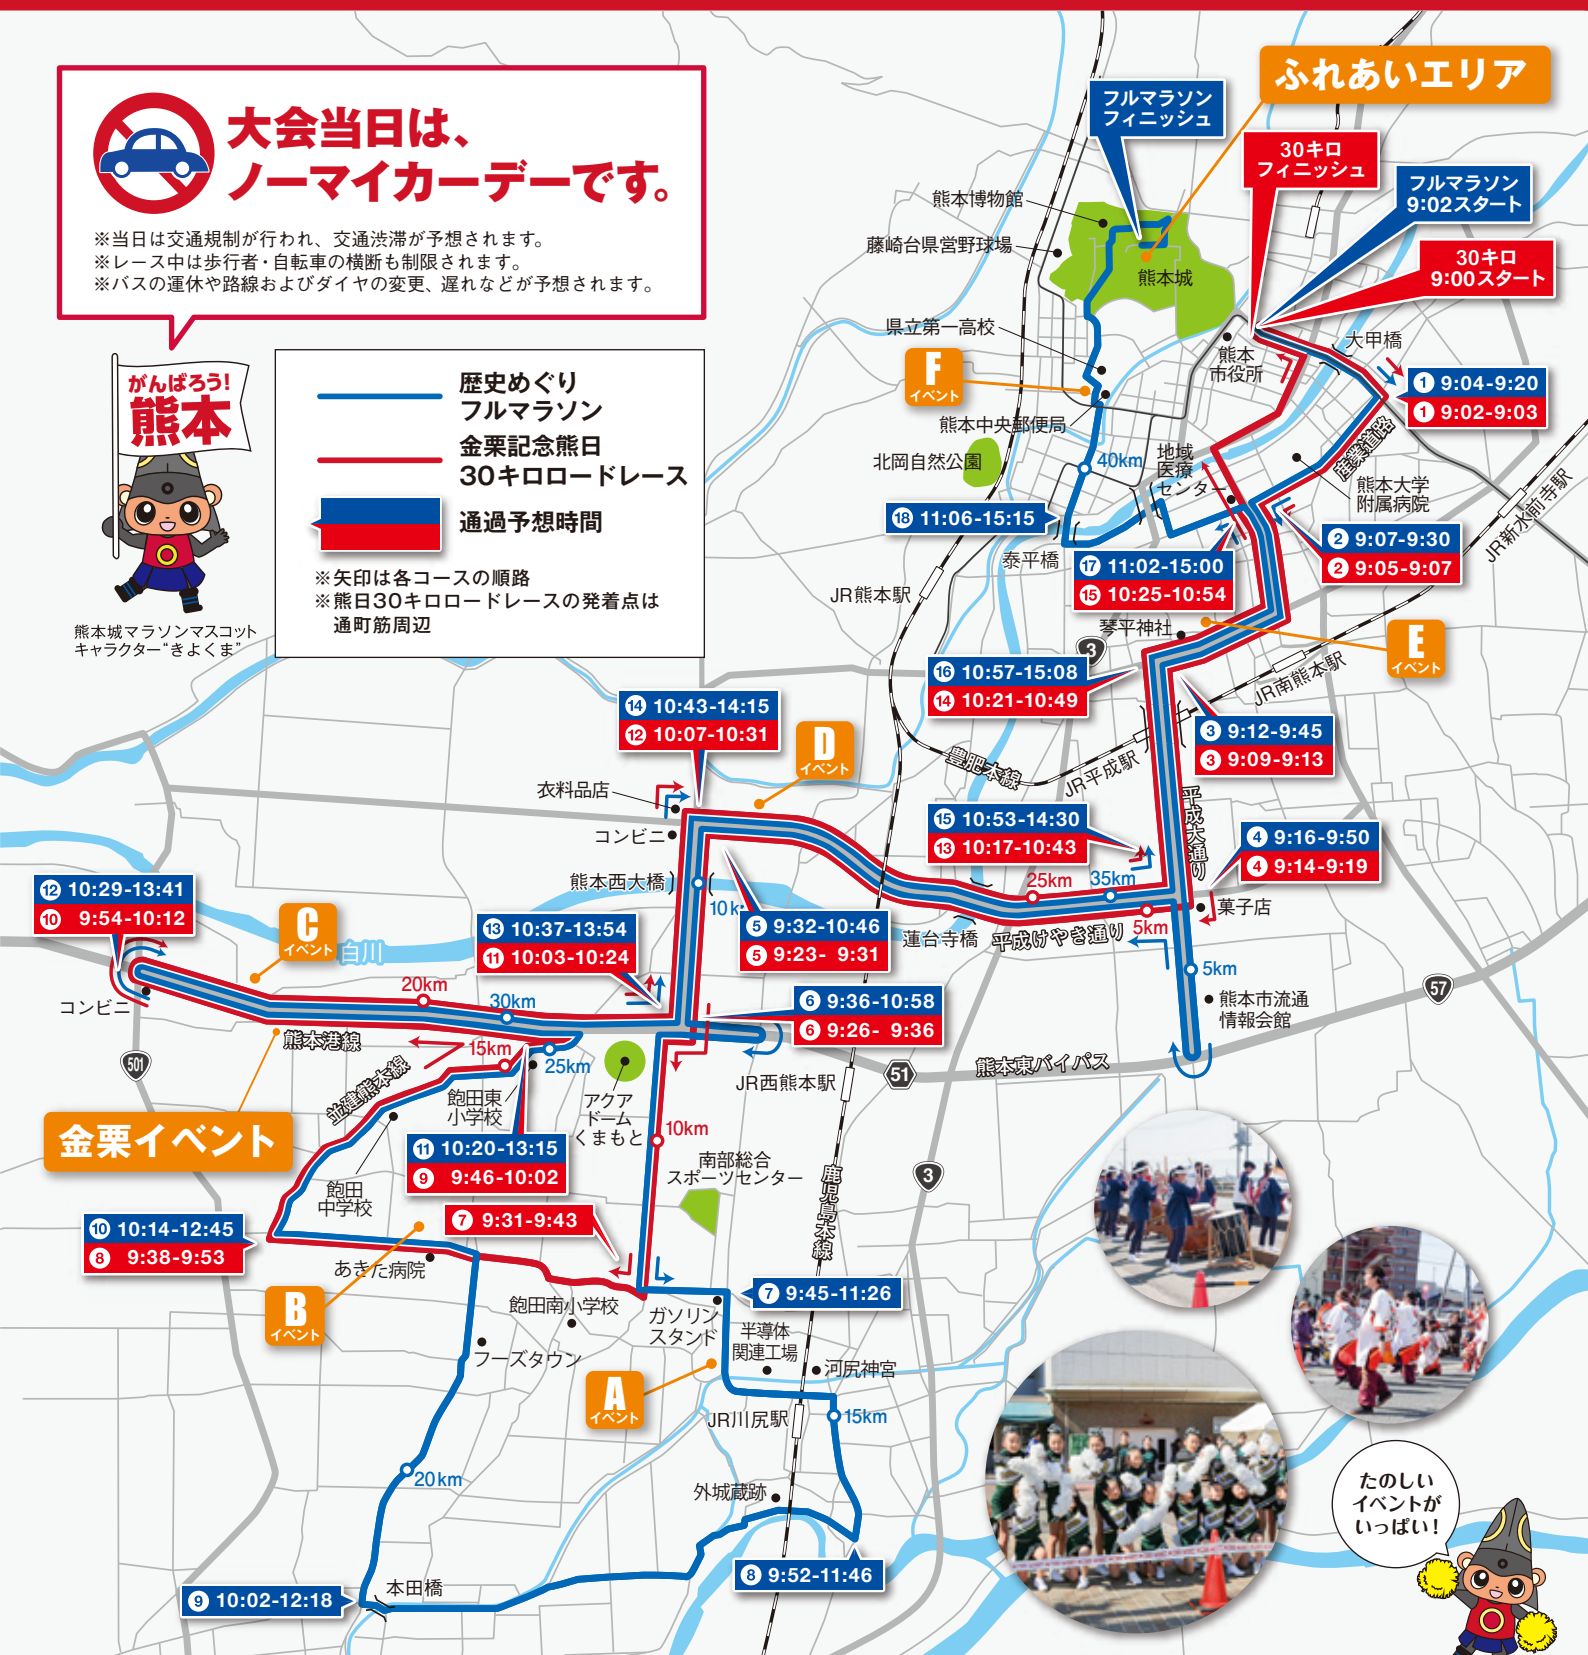 大会当日は、
ノーマイカーデーです。
※当日は交通規制が行われ、交通渋滞が予想されます。
※レース中は歩行者・自転車の横断も制限されます。
※バスの運休や路線およびダイヤの変更、遅れなどが予想されます。
がんばろう!
熊本
熊本城マラソンマスコット
キャラクター“きよくま”
歴史めぐり
フルマラソン
金栗記念熊日
30キロロードレース
通過予想時間
※矢印は各コースの順路
※熊日30キロロードレースの発着点は
通町筋周辺
ふれあいエリア
フルマラソン
フィニッシュ
30キロ
フィニッシュ
フルマラソン
9:02スタート
30キロ
9:00スタート
熊本博物館
藤崎台県営野球場
熊本城
県立第一高校
熊本
市役所
大甲橋
F
イベント
① 9:04-9:20
① 9:02-9:03
熊本中央郵便局
北岡自然公園
40km
地域
医療
センター
産業道路
熊本大学
附属病院
JR新水前寺駅
⑱ 11:06-15:15
② 9:07-9:30
② 9:05-9:07
泰平橋
⑰ 11:02-15:00
⑮ 10:25-10:54
JR熊本駅
琴平神社
3
E
イベント
JR南熊本駅
⑯ 10:57-15:08
⑭ 10:21-10:49
⑭ 10:43-14:15
⑫ 10:07-10:31
③ 9:12-9:45
③ 9:09-9:13
D
イベント
豊肥本線
JR平成駅
平成大通り
衣料品店
コンビニ
⑮ 10:53-14:30
⑬ 10:17-10:43
④ 9:16-9:50
④ 9:14-9:19
熊本西大橋
25km
35km
⑫ 10:29-13:41
⑩ 9:54-10:12
C
イベント
白川
⑬ 10:37-13:54
⑪ 10:03-10:24
⑤ 9:32-10:46
⑤ 9:23- 9:31
蓮台寺橋
平成けやき通り
5km
菓子店
5km
コンビニ
20km
30km
⑥ 9:36-10:58
⑥ 9:26- 9:36
熊本市流通
情報会館
57
熊本港線
15km
25km
501
並建熊本線
飽田東
小学校
アクア
ドーム
くまもと
JR西熊本駅
51
熊本東バイパス
金栗イベント
⑪ 10:20-13:15
⑨ 9:46-10:02
10km
南部総合
スポーツセンター
鹿児島本線
3
飽田
中学校
⑩ 10:14-12:45
⑧ 9:38-9:53
⑦ 9:31-9:43
あきた病院
B
イベント
飽田南小学校
⑦ 9:45-11:26
ガソリン
スタンド
半導体
関連工場
フーズタウン
河尻神宮
A
イベント
JR川尻駅
15km
20km
外城蔵跡
たのしい
イベントが
いっぱい!
⑧ 9:52-11:46
本田橋
⑨ 10:02-12:18